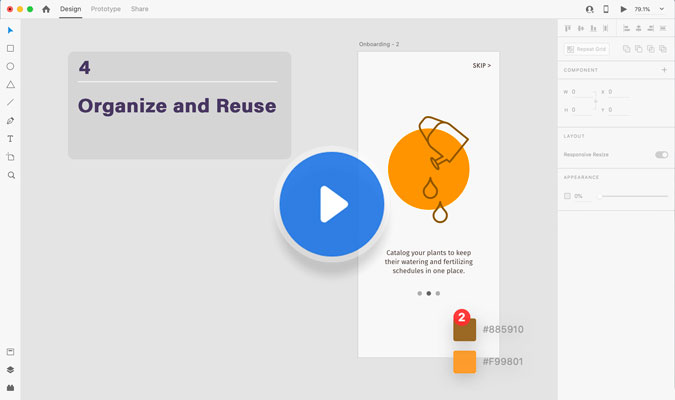 Design
Prototype
Share
79.1%
4
Organize and Reuse
Onboarding – 2
SKIP >
Catalog your plants to keep
their watering and fertilizing
schedules in one place.
2
#885910
#F99801
Repeat Grid
COMPONENT
W 0 X 0
H 0 Y 0
LAYOUT
Responsive Resize
APPEARANCE
0%